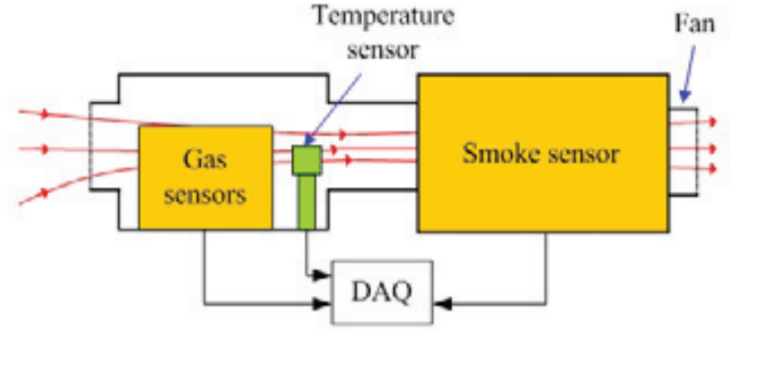 Temperature
sensor
Fan
Gas
sensors
Smoke sensor
DAQ